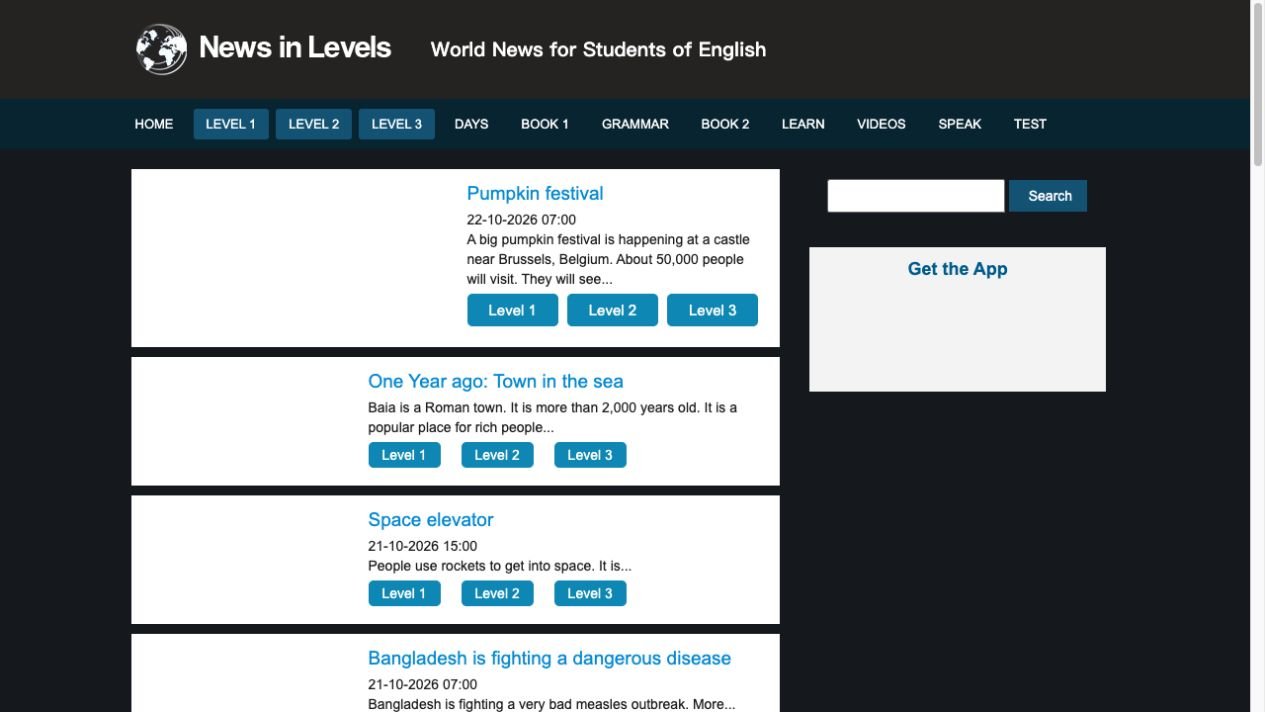 News in Levels
World News for Students of English
HOME LEVEL 1 LEVEL 2 LEVEL 3 DAYS BOOK 1 GRAMMAR BOOK 2 LEARN VIDEOS SPEAK TEST
Pumpkin festival
22-10-2026 07:00
A big pumpkin festival is happening at a castle
near Brussels, Belgium. About 50,000 people
will visit. They will see...
Level 1 Level 2 Level 3
Search
Get the App
One Year ago: Town in the sea
Baia is a Roman town. It is more than 2,000 years old. It is a
popular place for rich people...
Level 1 Level 2 Level 3
Space elevator
21-10-2026 15:00
People use rockets to get into space. It is...
Level 1 Level 2 Level 3
Bangladesh is fighting a dangerous disease
21-10-2026 07:00
Bangladesh is fighting a very bad measles outbreak. More...